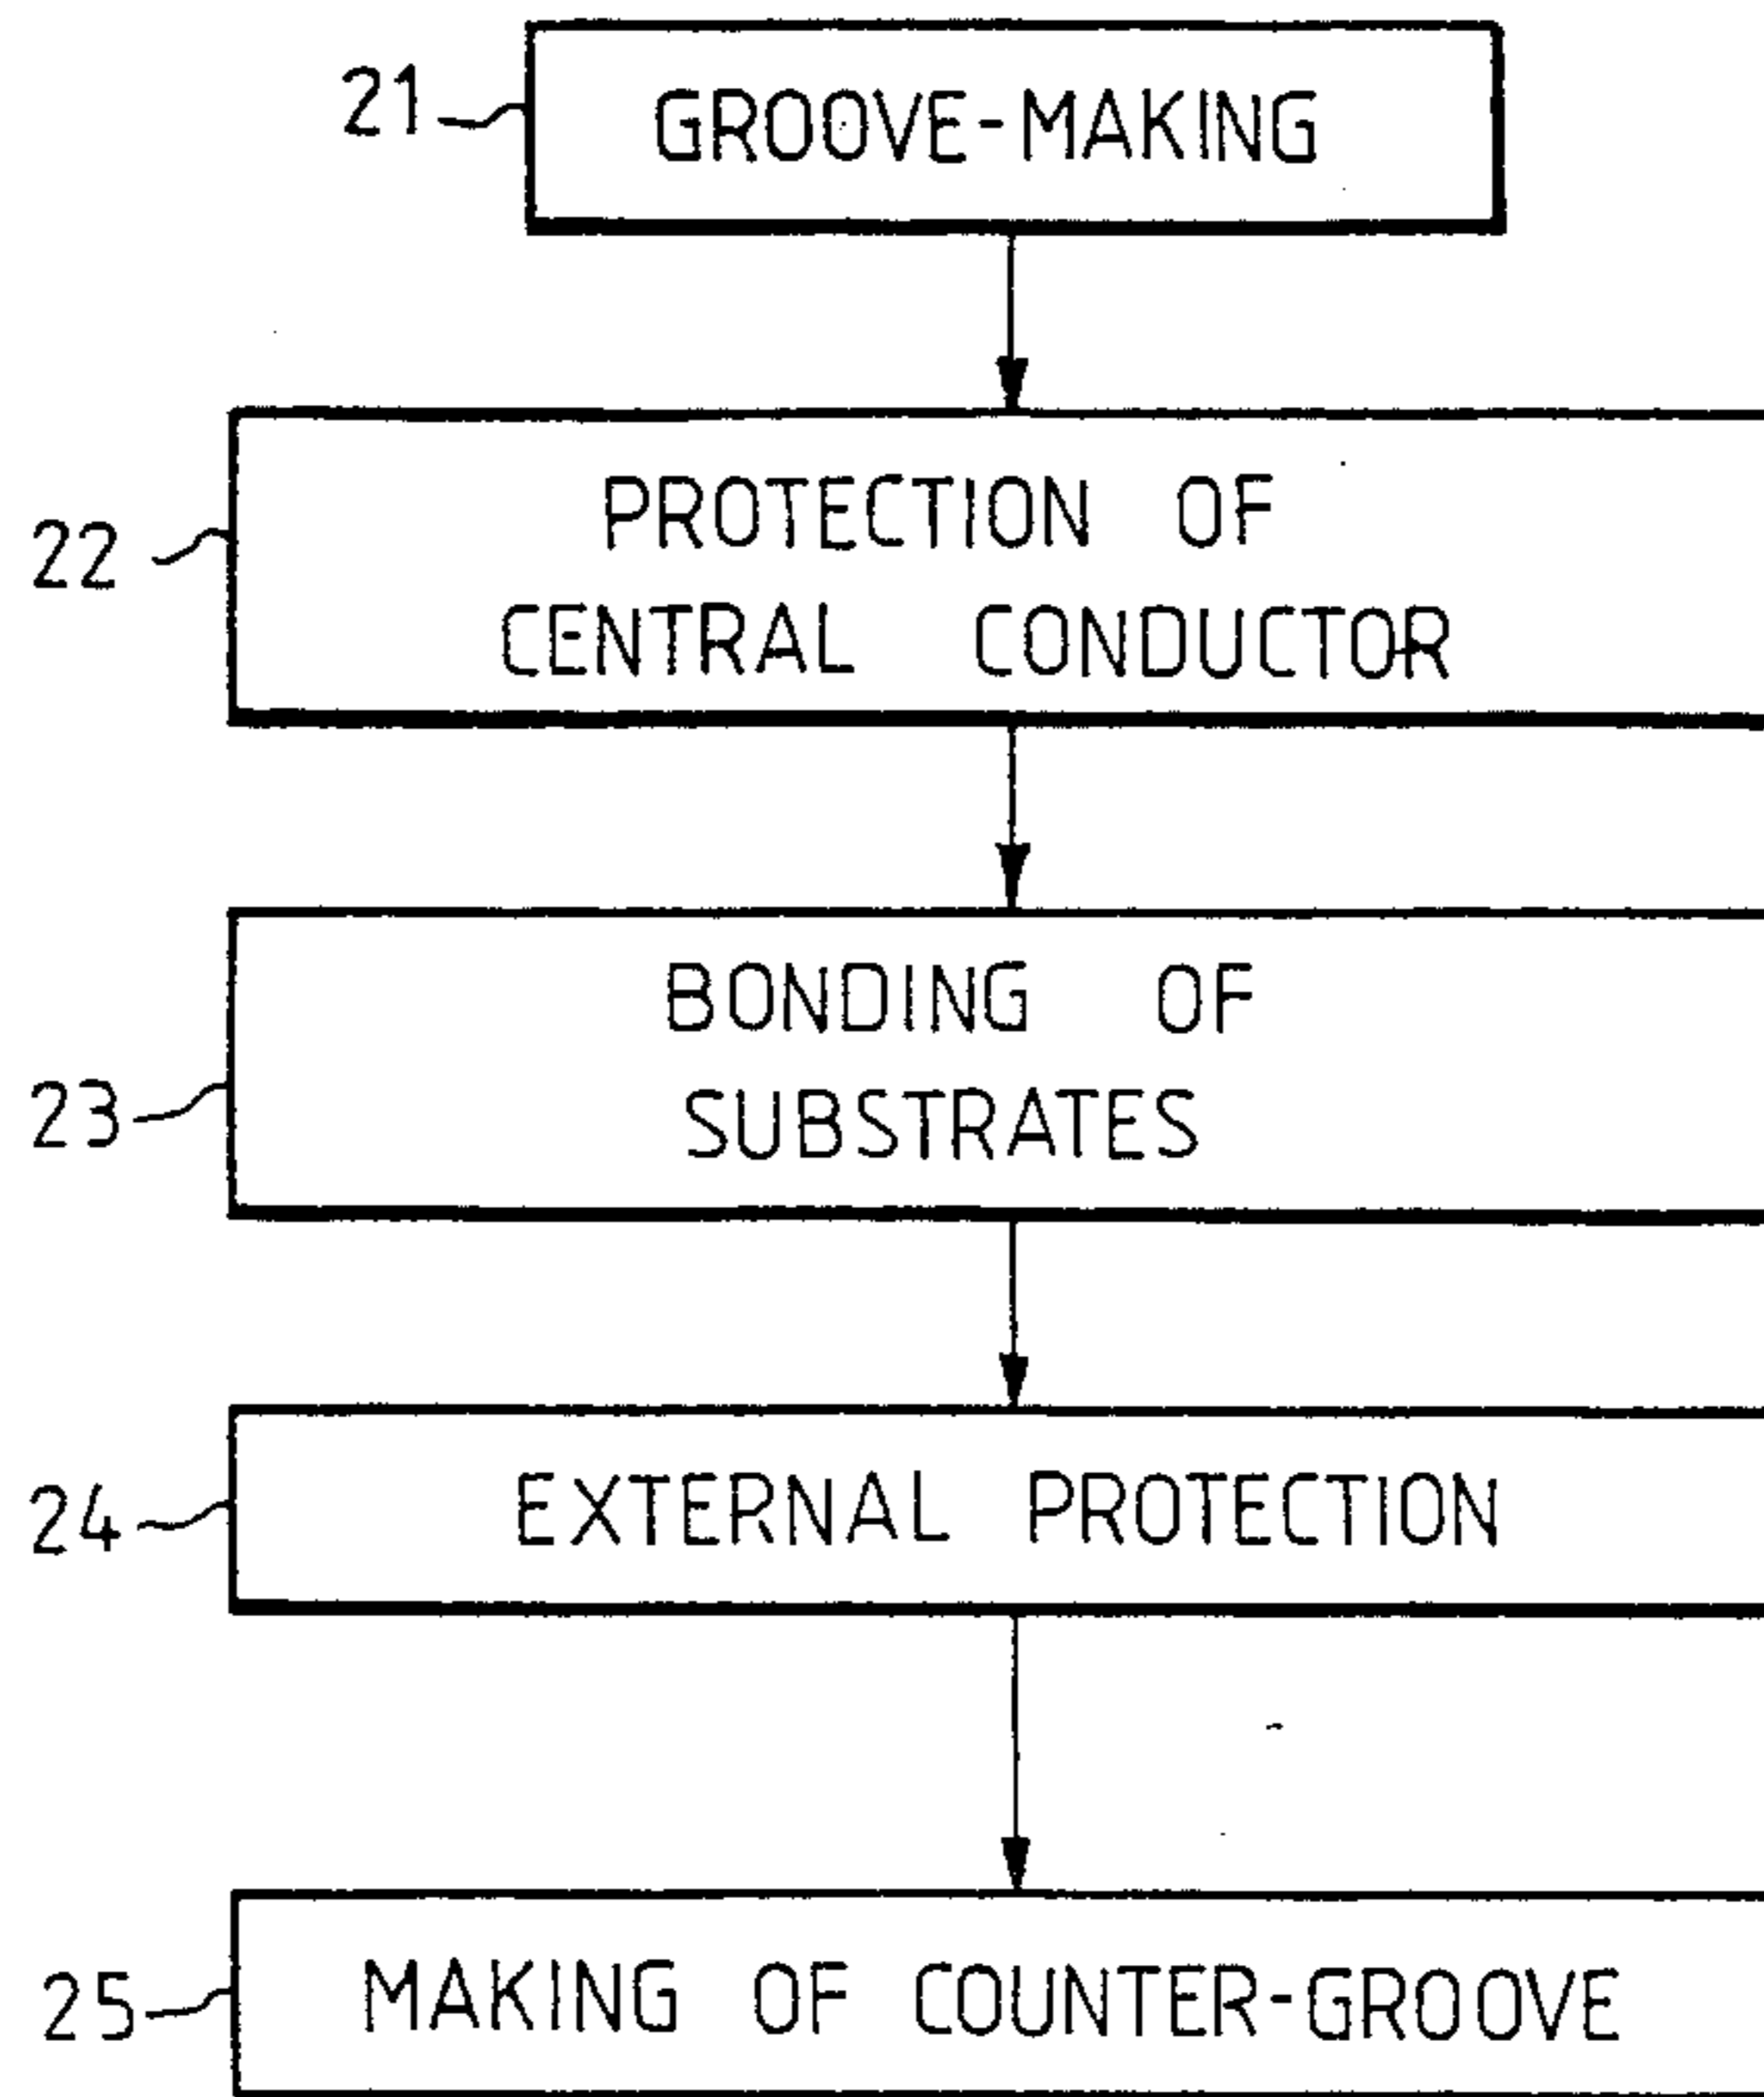 21 GROOVE-MAKING
22 PROTECTION OF
CENTRAL CONDUCTOR
BONDING OF
23 SUBSTRATES
24 EXTERNAL PROTECTION
25 MAKING OF COUNTER-GROOVE